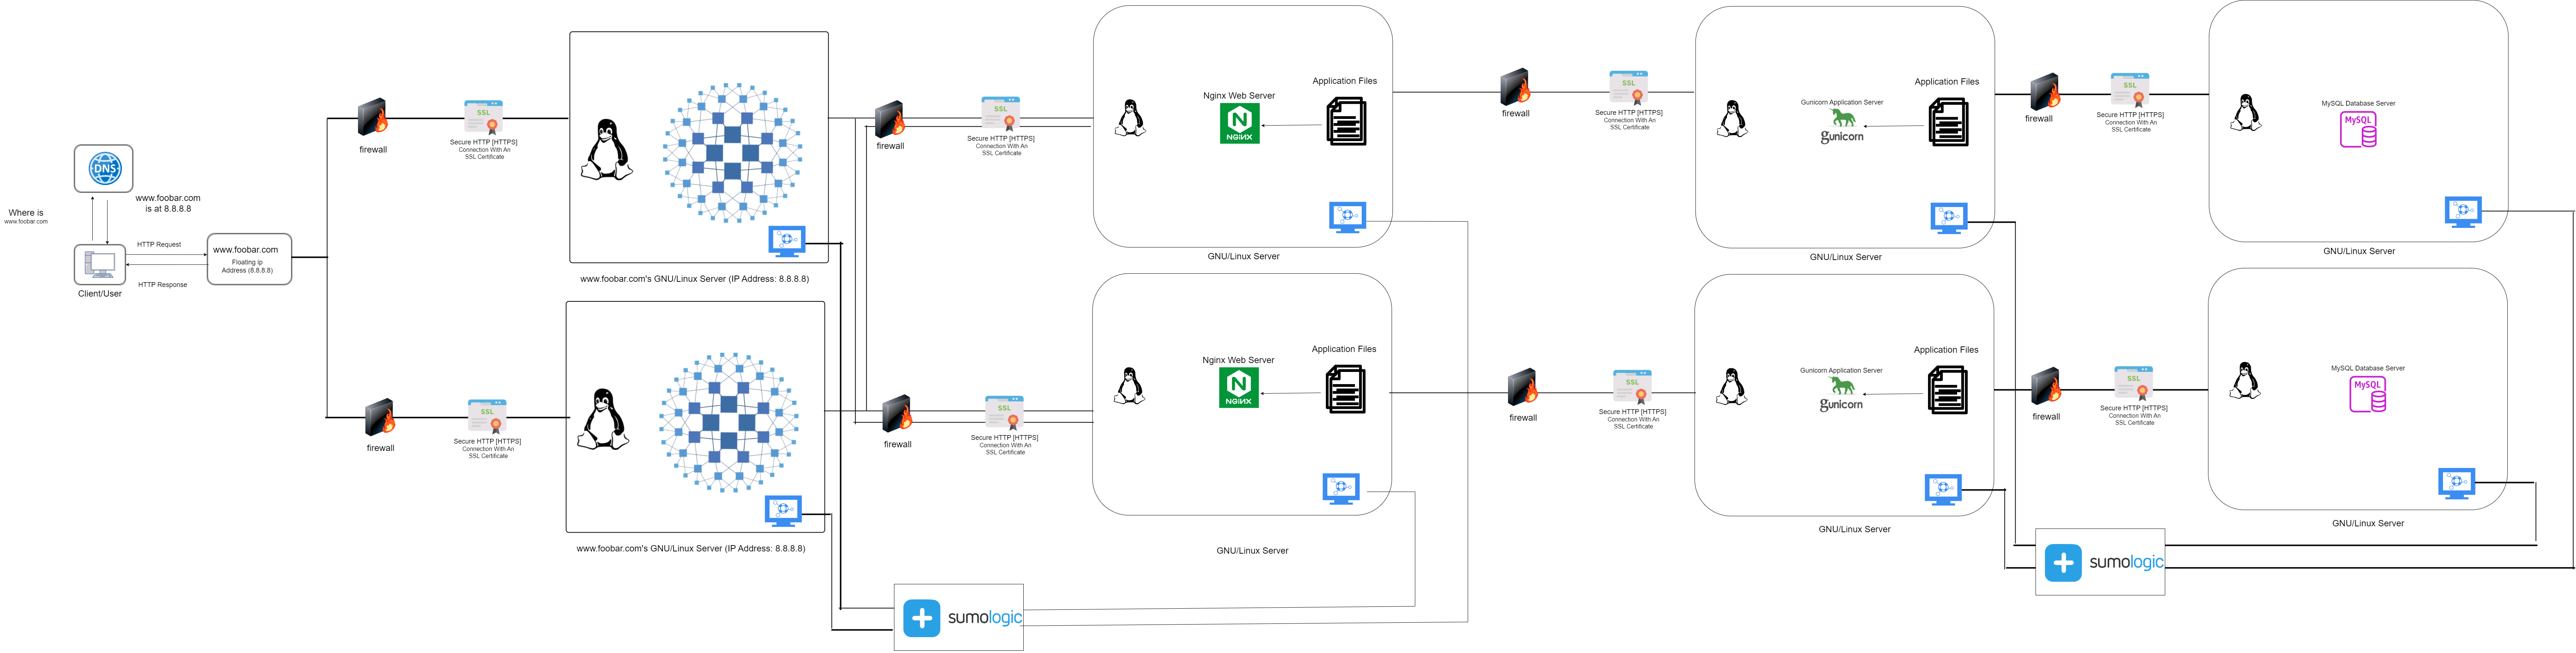 DNS
Where is
www.foobar.com
www.foobar.com
is at 8.8.8.8
HTTP Request
HTTP Response
Client/User
www.foobar.com
Floating ip
Address (8.8.8.8)
firewall
SSL
Secure HTTP [HTTPS]
Connection With An
SSL Certificate
firewall
SSL
Secure HTTP [HTTPS]
Connection With An
SSL Certificate
www.foobar.com's GNU/Linux Server (IP Address: 8.8.8.8)
www.foobar.com's GNU/Linux Server (IP Address: 8.8.8.8)
firewall
SSL
Secure HTTP [HTTPS]
Connection With An
SSL Certificate
firewall
SSL
Secure HTTP [HTTPS]
Connection With An
SSL Certificate
sumologic
Nginx Web Server
NGINX
Application Files
GNU/Linux Server
Nginx Web Server
NGINX
Application Files
GNU/Linux Server
firewall
SSL
Secure HTTP [HTTPS]
Connection With An
SSL Certificate
firewall
SSL
Secure HTTP [HTTPS]
Connection With An
SSL Certificate
Gunicorn Application Server
gunicorn
Application Files
GNU/Linux Server
Gunicorn Application Server
gunicorn
Application Files
GNU/Linux Server
firewall
SSL
Secure HTTP [HTTPS]
Connection With An
SSL Certificate
firewall
SSL
Secure HTTP [HTTPS]
Connection With An
SSL Certificate
MySQL Database Server
MySQL
GNU/Linux Server
MySQL Database Server
MySQL
GNU/Linux Server
sumologic